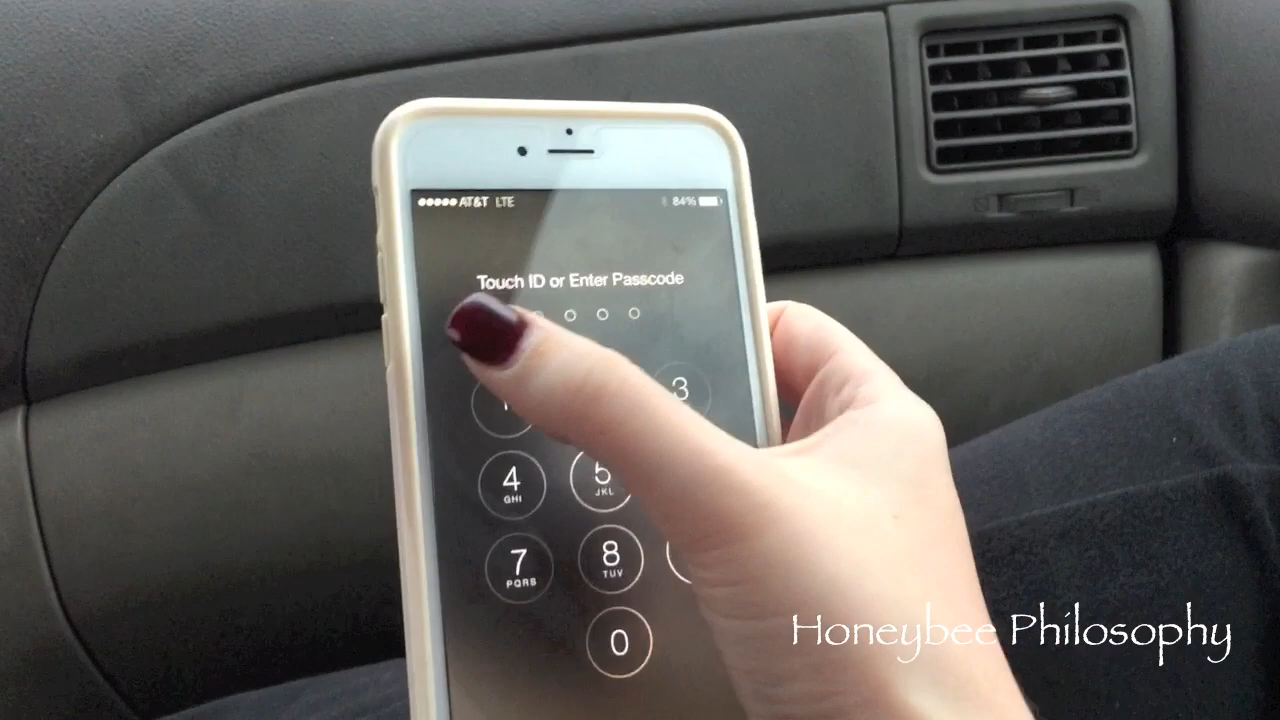 AT&T LTE 84%
Touch ID or Enter Passcode
3
4 5
GHI JKL
7 8
PQRS TUV
0
Honeybee Philosophy